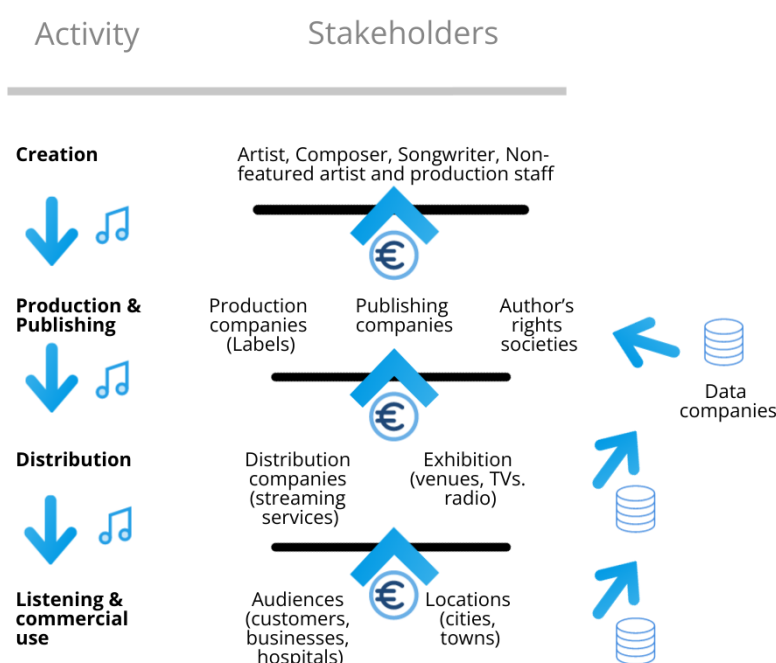 Activity
Stakeholders
Creation
Artist, Composer, Songwriter, Non-
featured artist and production staff
€
Production &
Publishing
Production
companies
(Labels)
Publishing
companies
Author’s
rights
societies
Data
companies
€
Distribution
Distribution
companies
(streaming
services)
Exhibition
(venues, TVs.
radio)
€
Listening &
commercial
use
Audiences
(customers,
businesses,
hospitals)
Locations
(cities,
towns)